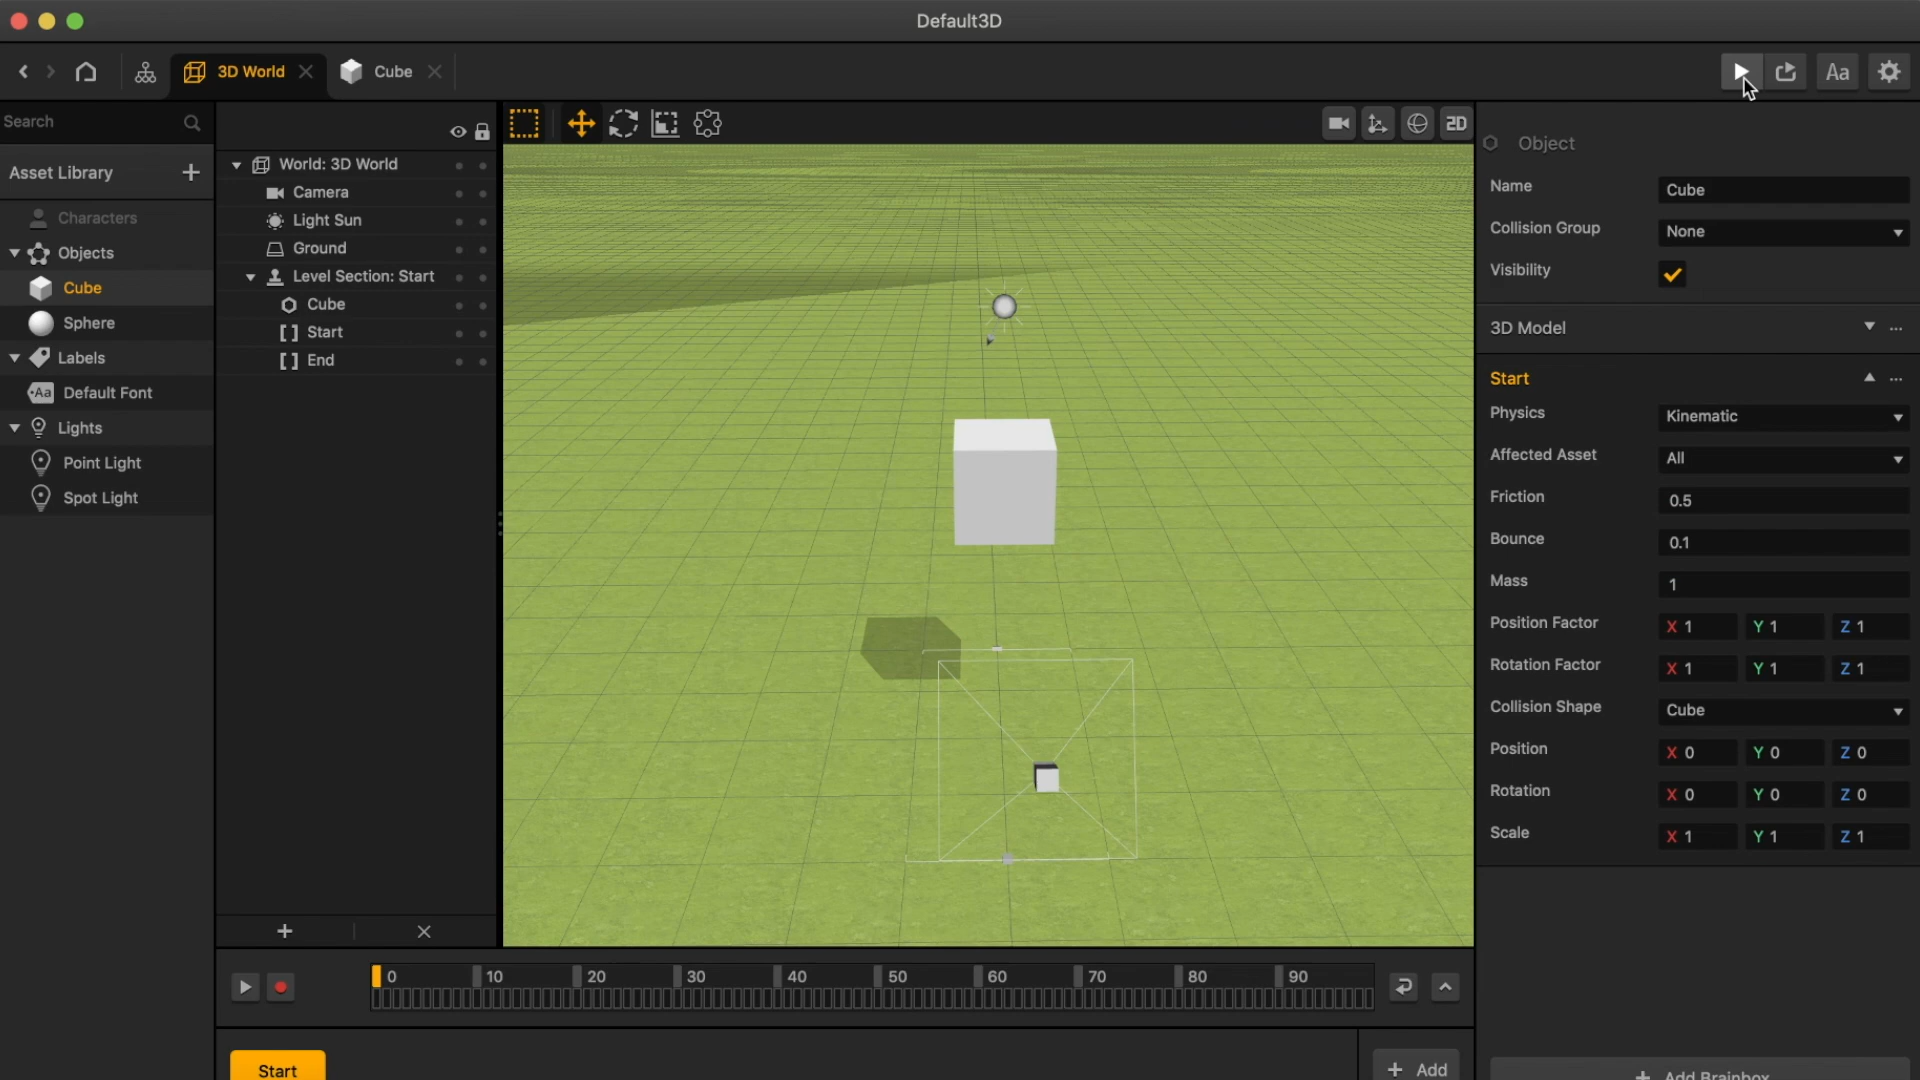 Default3D
3D World
Cube
Aa
Search
Asset Library
Characters
Objects
Cube
Sphere
Labels
Aa
Default Font
Lights
Point Light
Spot Light
World: 3D World
Camera
Light Sun
Ground
Level Section: Start
Cube
Start
End
2D
Object
Name
Cube
Collision Group
None
Visibility
3D Model
Start
Physics
Kinematic
Affected Asset
All
Friction
0.5
Bounce
0.1
Mass
1
Position Factor
X 1 Y 1 Z 1
Rotation Factor
X 1 Y 1 Z 1
Collision Shape
Cube
Position
X 0 Y 0 Z 0
Rotation
X 0 Y 0 Z 0
Scale
X 1 Y 1 Z 1
0 10 20 30 40 50 60 70 80 90
Start
+ Add
+ Add Brainbox